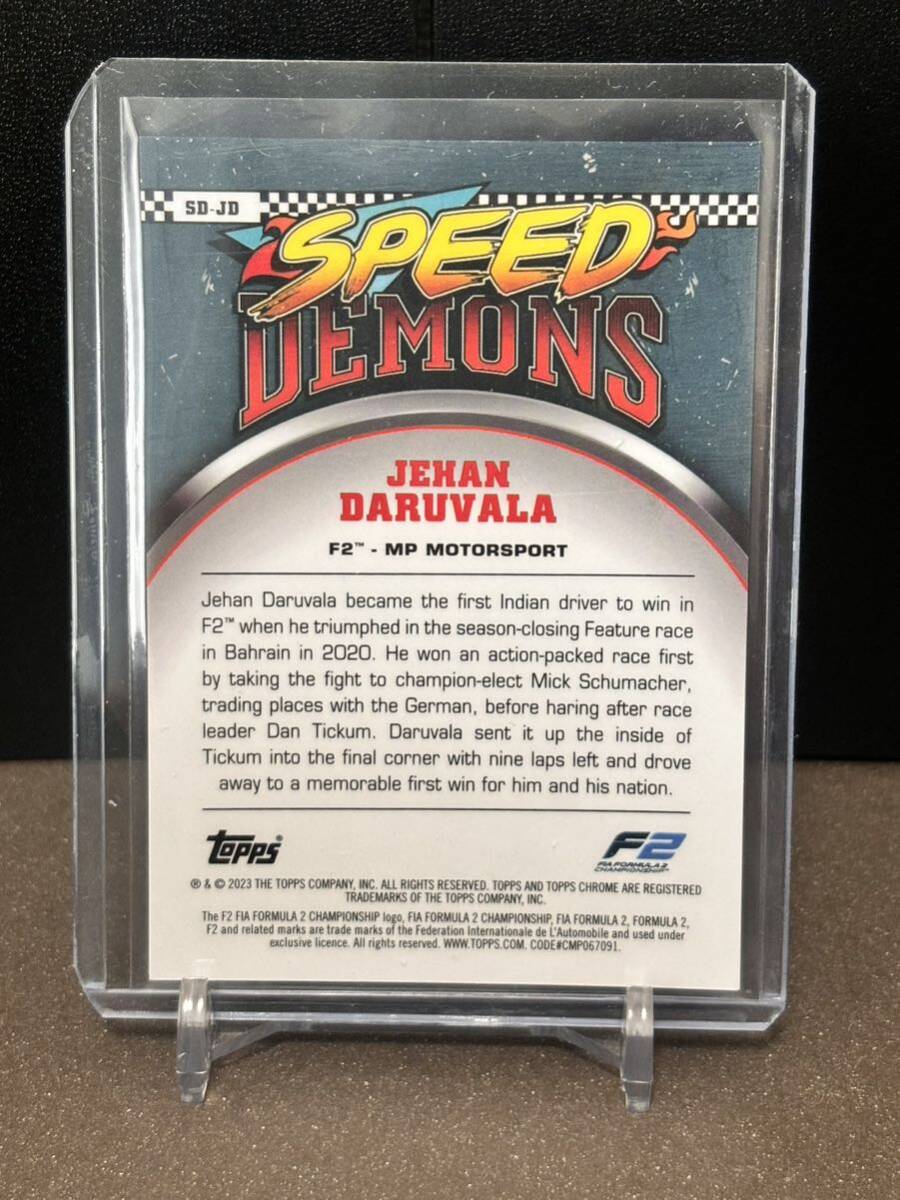 SD-JD
SPEED
DEMONS
JEHAN
DARUVALA
F2™ - MP MOTORSPORT
Jehan Daruvala became the first Indian driver to win in
F2™ when he triumphed in the season-closing Feature race
in Bahrain in 2020. He won an action-packed race first
by taking the fight to champion-elect Mick Schumacher,
trading places with the German, before haring after race
leader Dan Tickum. Daruvala sent it up the inside of
Tickum into the final corner with nine laps left and drove
away to a memorable first win for him and his nation.
topps®
F2
FIA FORMULA 2
CHAMPIONSHIP™
® & © 2023 THE TOPPS COMPANY, INC. ALL RIGHTS RESERVED. TOPPS AND TOPPS CHROME ARE REGISTERED
TRADEMARKS OF THE TOPPS COMPANY, INC.
The F2 FIA FORMULA 2 CHAMPIONSHIP logo, FIA FORMULA 2 CHAMPIONSHIP, FIA FORMULA 2, FORMULA 2,
F2 and related marks are trade marks of the Federation Internationale de L'Automobile and used under
exclusive licence. All rights reserved. WWW.TOPPS.COM. CODE#CMP067091.